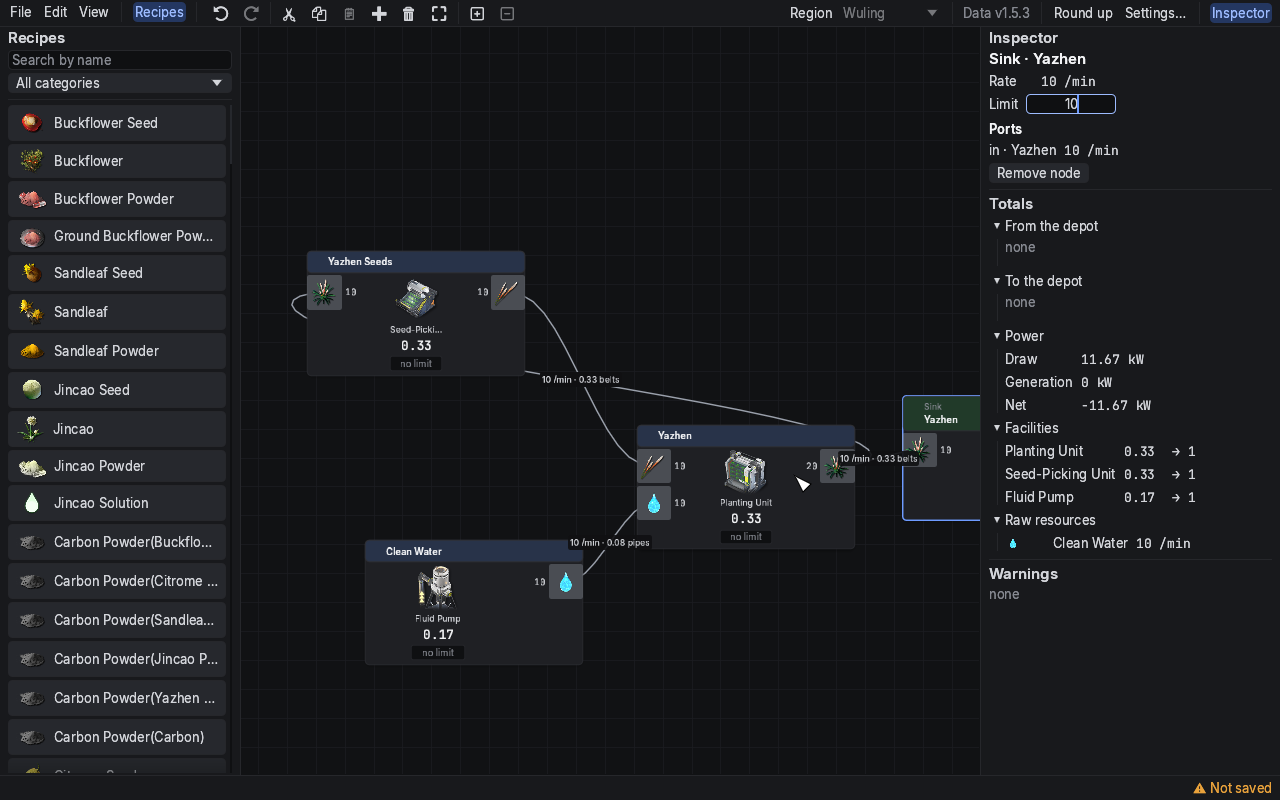 File Edit View Recipes Region Wuling Data v1.5.3 Round up Settings... Inspector
Recipes
Search by name
All categories
Buckflower Seed
Buckflower
Buckflower Powder
Ground Buckflower Pow...
Sandleaf Seed
Sandleaf
Sandleaf Powder
Jincao Seed
Jincao
Jincao Powder
Jincao Solution
Carbon Powder(Buckflo...
Carbon Powder(Citrome ...
Carbon Powder(Sandlea...
Carbon Powder(Jincao P...
Carbon Powder(Yazhen ...
Carbon Powder(Carbon)
Yazhen Seeds
10 10
Seed-Picki...
0.33
no limit
10 /min · 0.33 belts
Yazhen
10 20
10
Planting Unit
0.33
no limit
10 /min · 0.33 belts
Sink
Yazhen
10
10 /min · 0.08 pipes
Clean Water
10
Fluid Pump
0.17
no limit
Inspector
Sink · Yazhen
Rate 10 /min
Limit 10
Ports
in · Yazhen 10 /min
Remove node
Totals
From the depot
none
To the depot
none
Power
Draw 11.67 kW
Generation 0 kW
Net -11.67 kW
Facilities
Planting Unit 0.33 → 1
Seed-Picking Unit 0.33 → 1
Fluid Pump 0.17 → 1
Raw resources
Clean Water 10 /min
Warnings
none
Not saved